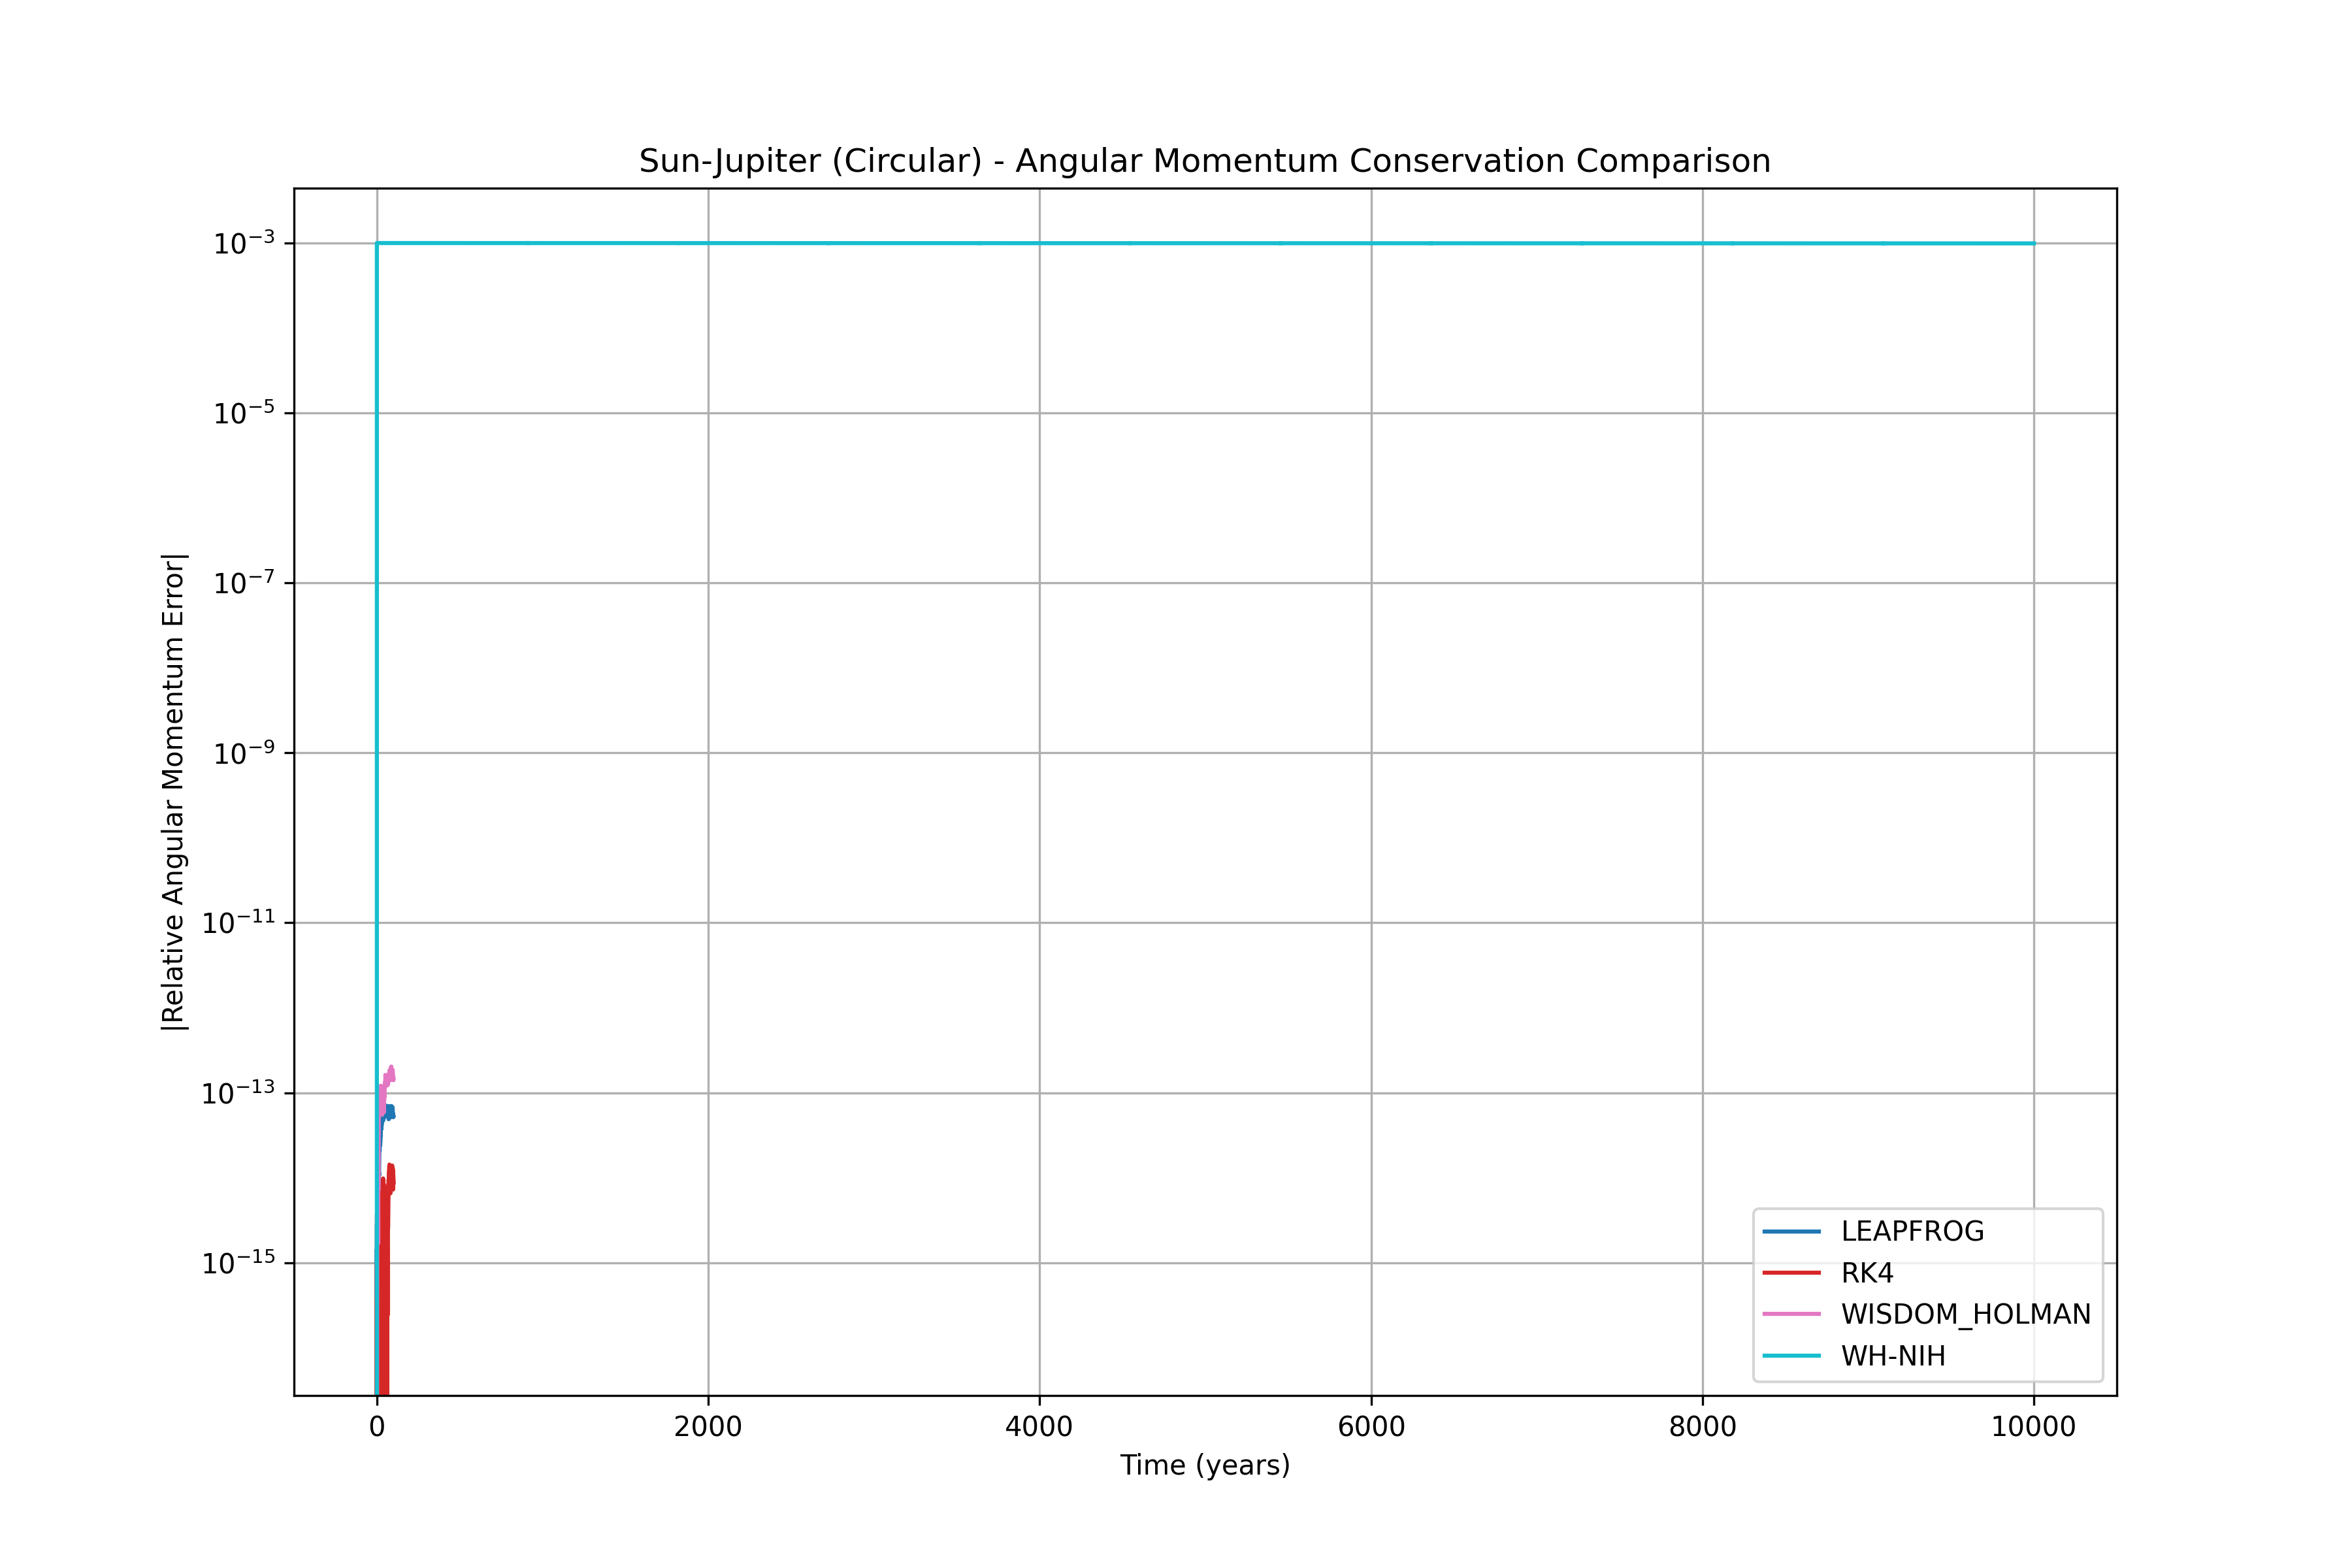 Sun-Jupiter (Circular) - Angular Momentum Conservation Comparison
|Relative Angular Momentum Error|
10⁻³
10⁻⁵
10⁻⁷
10⁻⁹
10⁻¹¹
10⁻¹³
10⁻¹⁵
LEAPFROG
RK4
WISDOM_HOLMAN
WH-NIH
0 2000 4000 6000 8000 10000
Time (years)